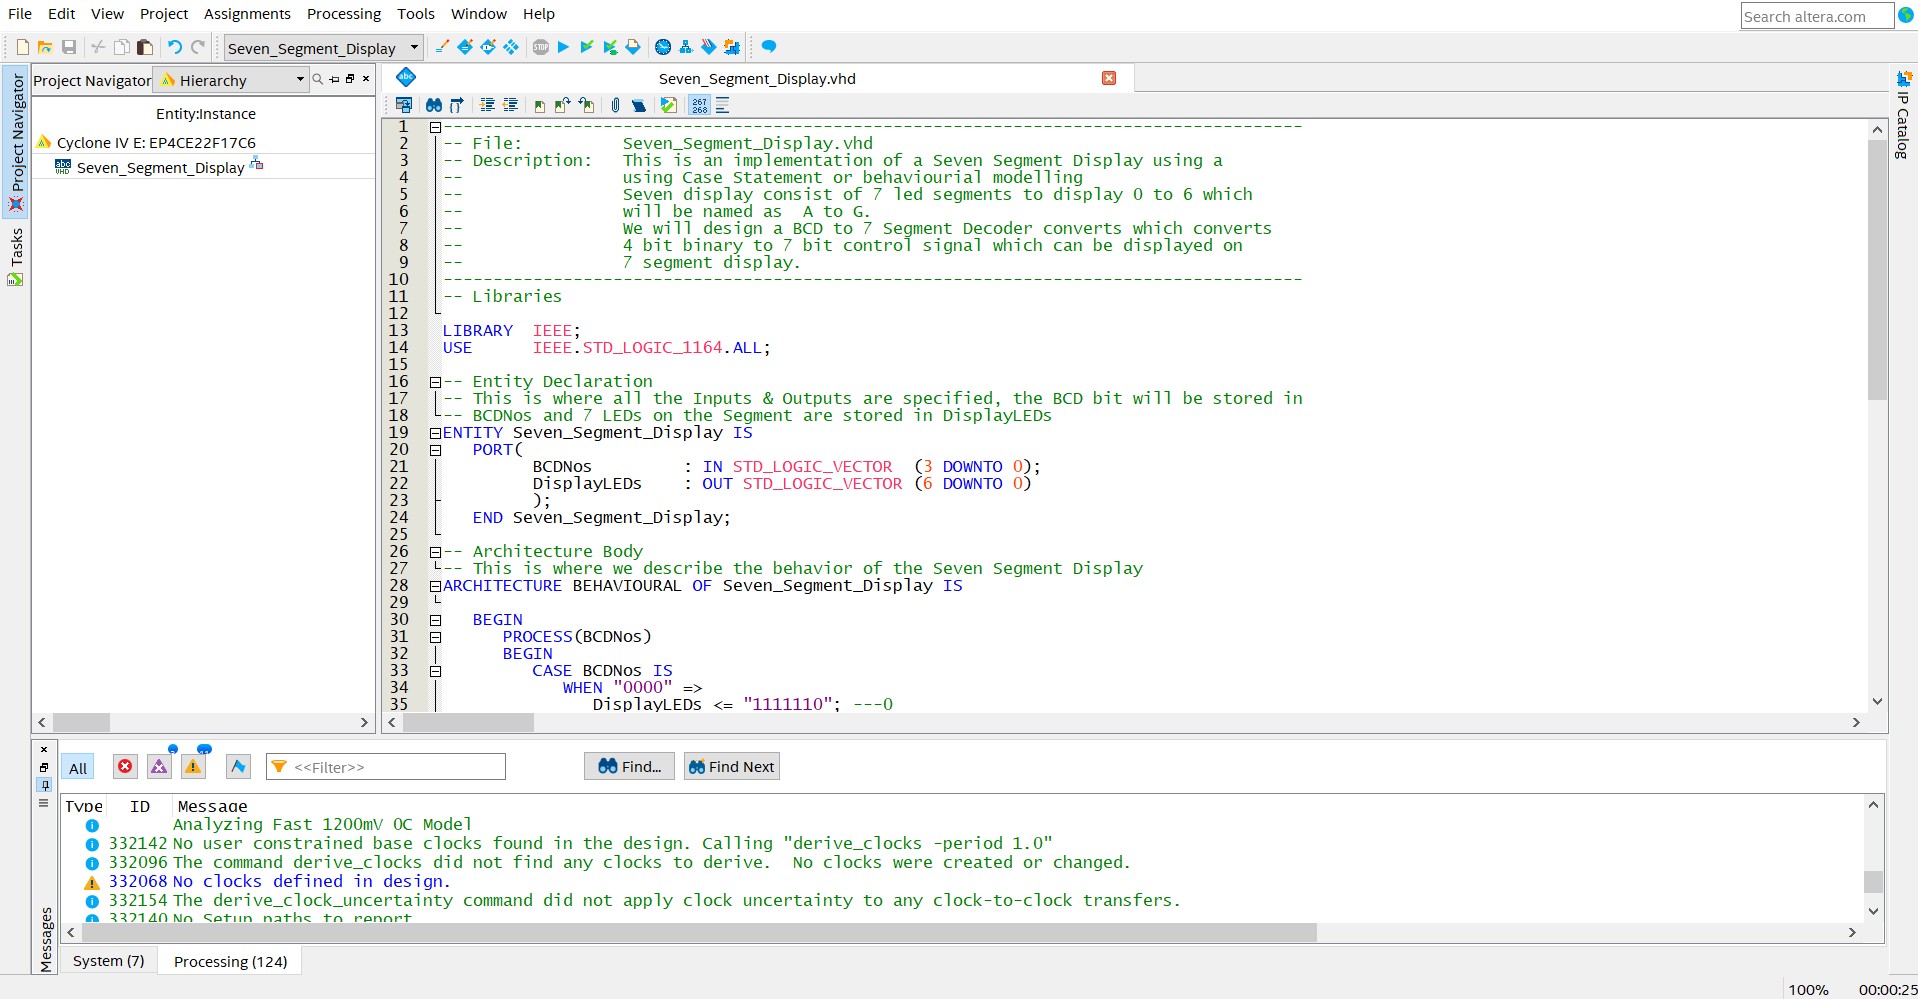 File Edit View Project Assignments Processing Tools Window Help
Search altera.com
Seven_Segment_Display
Project Navigator Hierarchy
Entity:Instance
Cyclone IV E: EP4CE22F17C6
Seven_Segment_Display
Project Navigator
Tasks
Seven_Segment_Display.vhd
IP Catalog
1 --------------------------------------------------------------------------------------
2 -- File:          Seven_Segment_Display.vhd
3 -- Description:   This is an implementation of a Seven Segment Display using a
4 --                using Case Statement or behaviourial modelling
5 --                Seven display consist of 7 led segments to display 0 to 6 which
6 --                will be named as  A to G.
7 --                We will design a BCD to 7 Segment Decoder converts which converts
8 --                4 bit binary to 7 bit control signal which can be displayed on
9 --                7 segment display.
10 --------------------------------------------------------------------------------------
11 -- Libraries
12
13 LIBRARY  IEEE;
14 USE      IEEE.STD_LOGIC_1164.ALL;
15
16 -- Entity Declaration
17 -- This is where all the Inputs & Outputs are specified, the BCD bit will be stored in
18 -- BCDNos and 7 LEDs on the Segment are stored in DisplayLEDs
19 ENTITY Seven_Segment_Display IS
20    PORT(
21          BCDNos         : IN STD_LOGIC_VECTOR  (3 DOWNTO 0);
22          DisplayLEDs    : OUT STD_LOGIC_VECTOR (6 DOWNTO 0)
23          );
24    END Seven_Segment_Display;
25
26 -- Architecture Body
27 -- This is where we describe the behavior of the Seven Segment Display
28 ARCHITECTURE BEHAVIOURAL OF Seven_Segment_Display IS
29
30    BEGIN
31       PROCESS(BCDNos)
32       BEGIN
33          CASE BCDNos IS
34             WHEN "0000" =>
35                DisplayLEDs <= "1111110"; ---0
All <<Filter>> Find... Find Next
Type ID Message
Analyzing Fast 1200mV 0C Model
332142 No user constrained base clocks found in the design. Calling "derive_clocks -period 1.0"
332096 The command derive_clocks did not find any clocks to derive.  No clocks were created or changed.
332068 No clocks defined in design.
332154 The derive_clock_uncertainty command did not apply clock uncertainty to any clock-to-clock transfers.
332140 No Setup paths to report
Messages
System (7) Processing (124)
100% 00:00:25